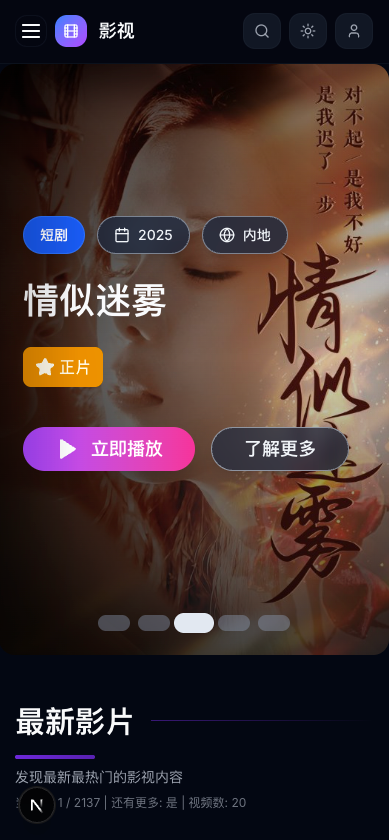 影视
对不起/是我不好
是我迟了一步
短剧
2025
内地
情似迷雾
情似迷雾
正片
立即播放
了解更多
最新影片
发现最新最热门的影视内容
N
1 / 2137 | 还有更多: 是 | 视频数: 20